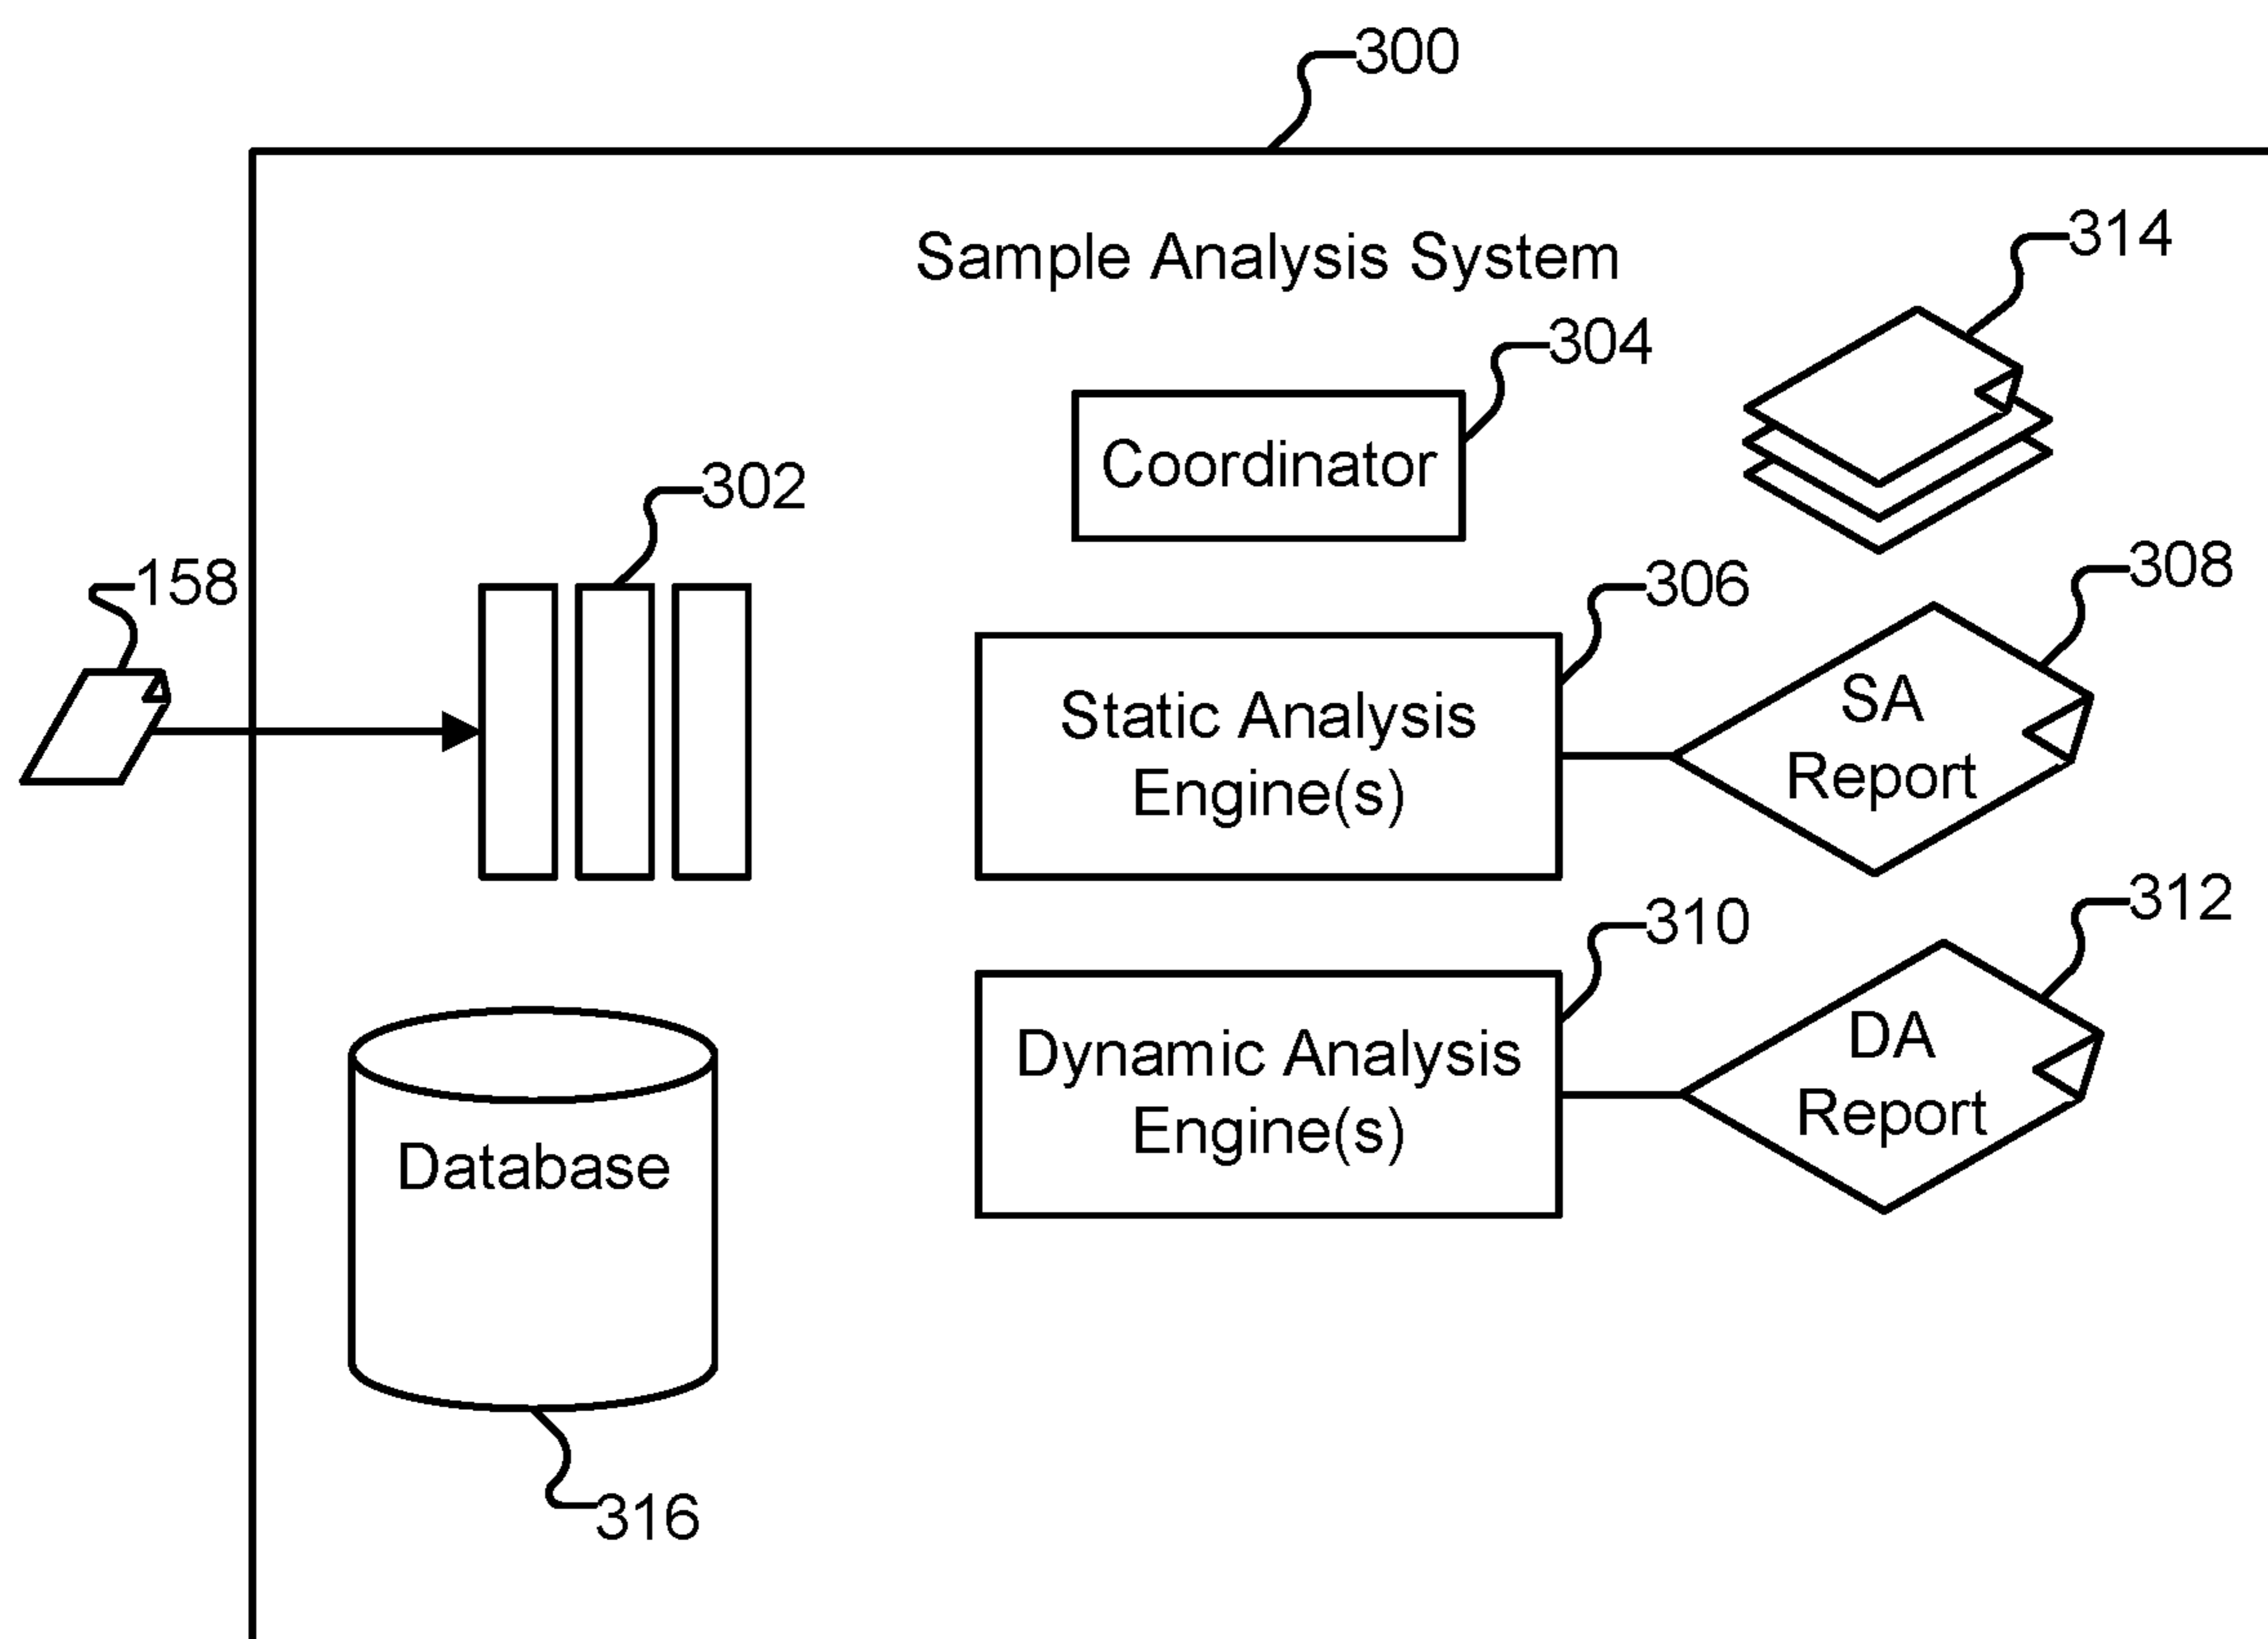 300
Sample Analysis System
314
304
Coordinator
302
158
306
308
Static Analysis
Engine(s)
SA
Report
310
312
Dynamic Analysis
Engine(s)
DA
Report
Database
316